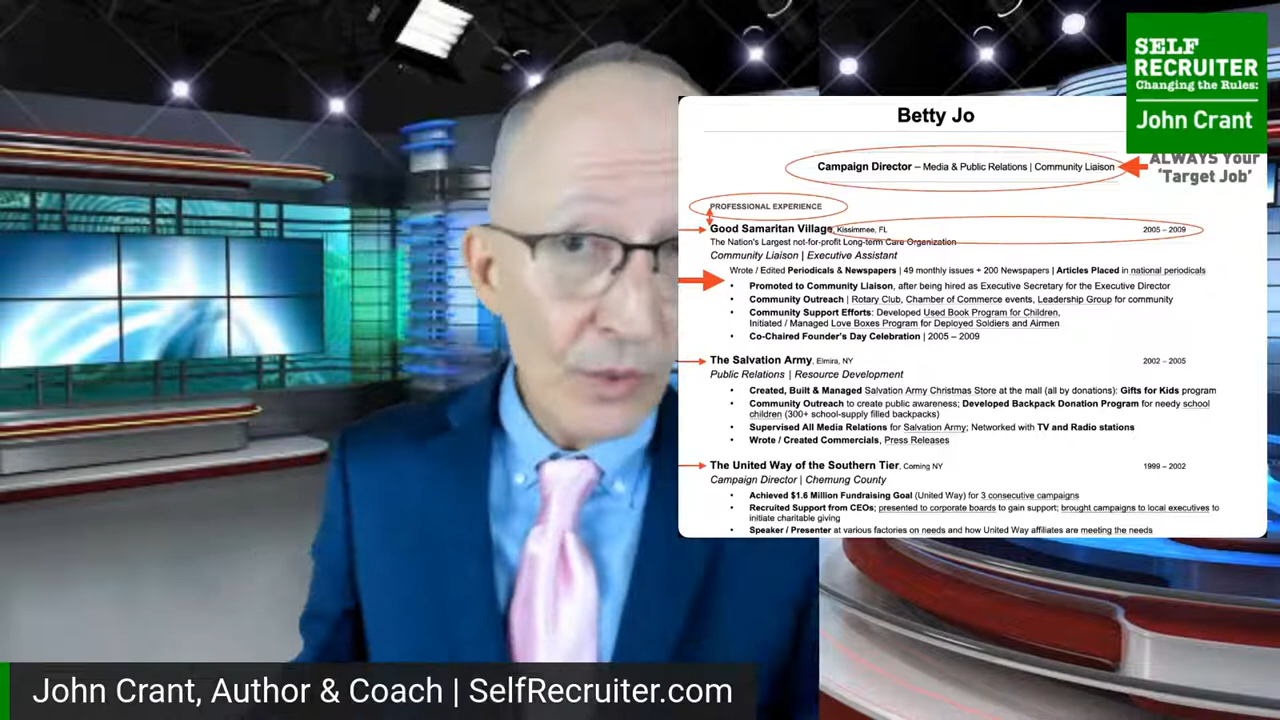 SELF
RECRUITER
Changing the Rules:
John Crant
ALWAYS Your
'Target Job'
Betty Jo
Campaign Director – Media & Public Relations | Community Liaison
PROFESSIONAL EXPERIENCE
Good Samaritan Village, Kissimmee, FL 2005 – 2009
The Nation's Largest not-for-profit Long-term Care Organization
Community Liaison | Executive Assistant
Wrote / Edited Periodicals & Newspapers | 49 monthly issues + 200 Newspapers | Articles Placed in national periodicals
• Promoted to Community Liaison, after being hired as Executive Secretary for the Executive Director
• Community Outreach | Rotary Club, Chamber of Commerce events, Leadership Group for community
• Community Support Efforts: Developed Used Book Program for Children,
Initiated / Managed Love Boxes Program for Deployed Soldiers and Airmen
• Co-Chaired Founder's Day Celebration | 2005 – 2009
The Salvation Army, Elmira, NY 2002 – 2005
Public Relations | Resource Development
• Created, Built & Managed Salvation Army Christmas Store at the mall (all by donations): Gifts for Kids program
• Community Outreach to create public awareness; Developed Backpack Donation Program for needy school
children (300+ school-supply filled backpacks)
• Supervised All Media Relations for Salvation Army; Networked with TV and Radio stations
• Wrote / Created Commercials, Press Releases
The United Way of the Southern Tier, Corning NY 1999 – 2002
Campaign Director | Chemung County
• Achieved $1.6 Million Fundraising Goal (United Way) for 3 consecutive campaigns
• Recruited Support from CEOs; presented to corporate boards to gain support; brought campaigns to local executives to
initiate charitable giving
• Speaker / Presenter at various factories on needs and how United Way affiliates are meeting the needs
John Crant, Author & Coach | SelfRecruiter.com